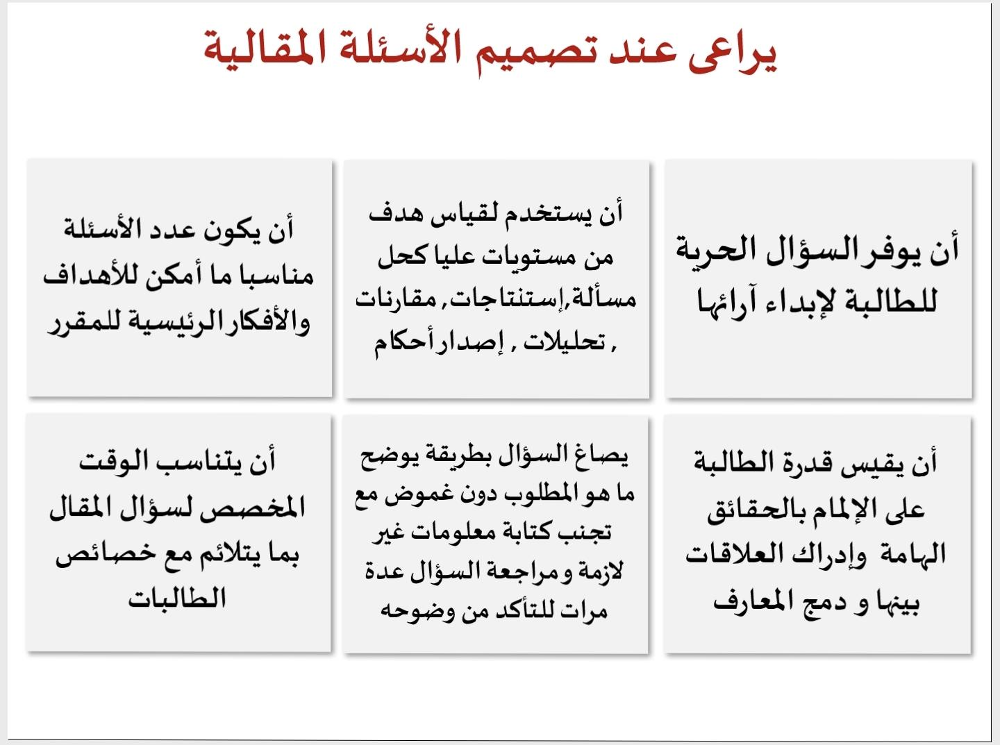 يراعى عند تصميم الأسئلة المقالية
أن يوفر السؤال الحرية
للطالبة لإبداء آرائها
أن يستخدم لقياس هدف
من مستويات عليا كحل
مسألة,إستنتاجات, مقارنات
, تحليلات , إصدار أحكام
أن يكون عدد الأسئلة
مناسبا ما أمكن للأهداف
والأفكار الرئيسية للمقرر
أن يقيس قدرة الطالبة
على الإلمام بالحقائق
الهامة وإدراك العلاقات
بينها و دمج المعارف
يصاغ السؤال بطريقة يوضح
ما هو المطلوب دون غموض مع
تجنب كتابة معلومات غير
لازمة ومراجعة السؤال عدة
مرات للتأكد من وضوحه
أن يتناسب الوقت
المخصص لسؤال المقال
بما يتلائم مع خصائص
الطالبات